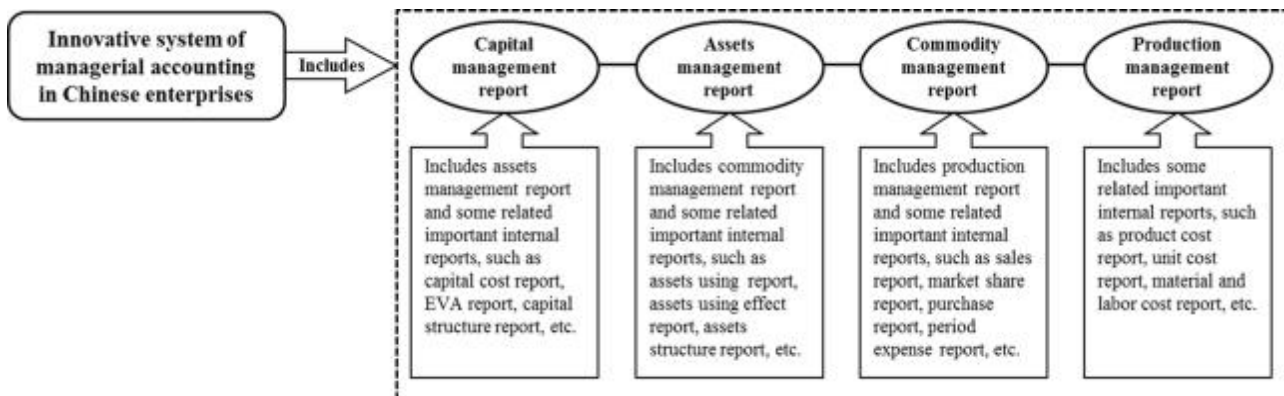 Innovative system of
managerial accounting
in Chinese enterprises
Includes
Capital
management
report
Assets
management
report
Commodity
management
report
Production
management
report
Includes assets
management report
and some related
important internal
reports, such as
capital cost report,
EVA report, capital
structure report, etc.
Includes commodity
management report
and some related
important internal
reports, such as
assets using report,
assets using effect
report, assets
structure report, etc.
Includes production
management report
and some related
important internal
reports, such as sales
report, market share
report, purchase
report, period
expense report, etc.
Includes some
related important
internal reports, such
as product cost
report, unit cost
report, material and
labor cost report, etc.